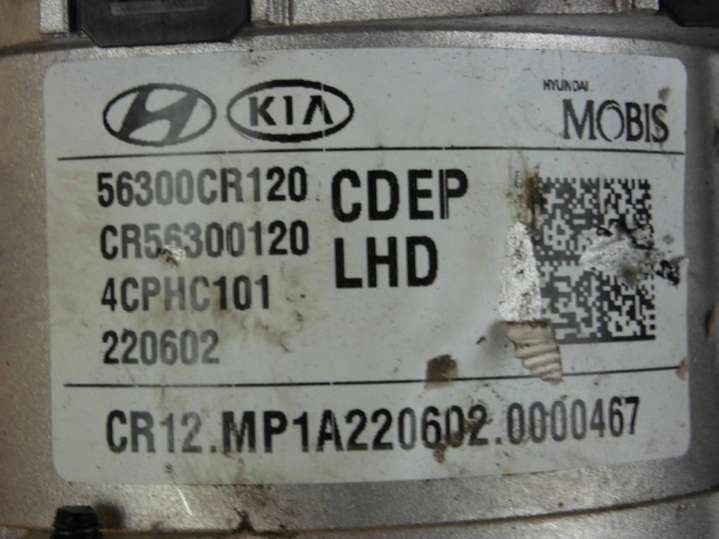 KIA
HYUNDAI
MOBIS
56300CR120
CR56300120
4CPHC101
220602
CDEP
LHD
CR12.MP1A220602.0000467